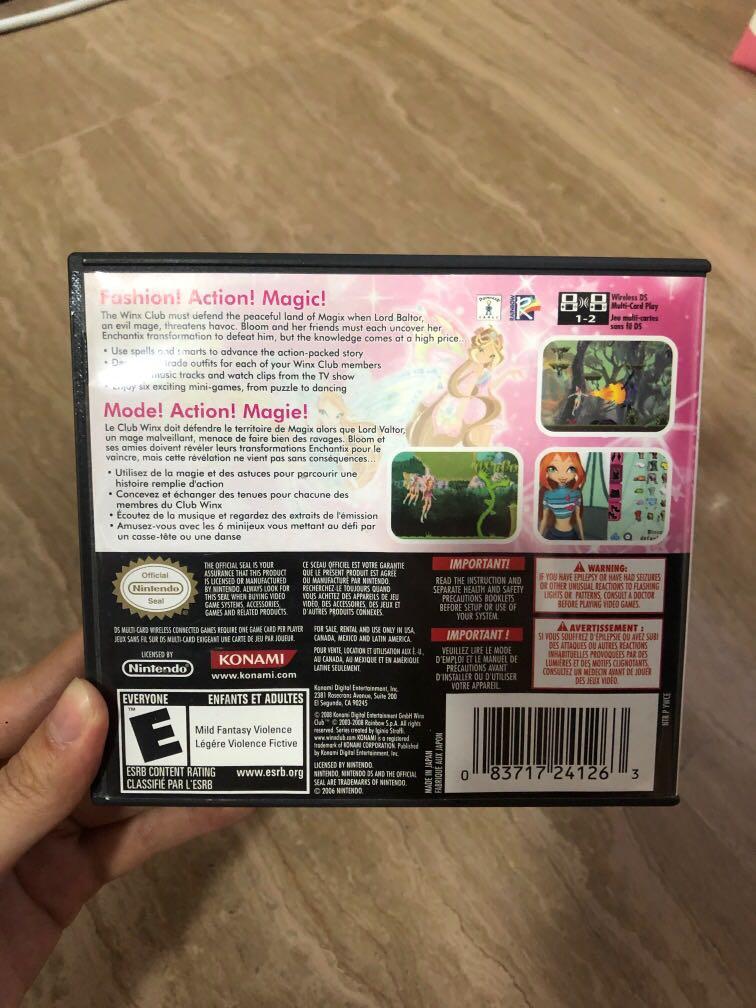 Fashion! Action! Magic!
The Winx Club must defend the peaceful land of Magix when Lord Baltor,
an evil mage, threatens havoc. Bloom and her friends must each uncover her
Enchantix transformation to defeat him, but the knowledge comes at a high price...
• Use spells and smarts to advance the action-packed story
• trade outfits for each of your Winx Club members
music tracks and watch clips from the TV show
• Enjoy six exciting mini-games, from puzzle to dancing
Mode! Action! Magie!
Le Club Winx doit défendre le territoire de Magix alors que Lord Valtor,
un mage malveillant, menace de faire bien des ravages. Bloom et
ses amies doivent révéler leurs transformations Enchantix pour le
vaincre, mais cette révélation ne vient pas sans conséquences...
• Utilisez de la magie et des astuces pour parcourir une
histoire remplie d'action
• Concevez et échanger des tenues pour chacune des
membres du Club Winx
• Écoutez de la musique et regardez des extraits de l'émission
• Amusez-vous avec les 6 minijeux vous mettant au défi par
un casse-tête ou une danse
RAINBOW
1-2
Wireless DS
Multi-Card Play
Jeu multi-cartes
sans fil DS
Bloom
Official
Nintendo
Seal
THE OFFICIAL SEAL IS YOUR
ASSURANCE THAT THIS PRODUCT
IS LICENSED OR MANUFACTURED
BY NINTENDO. ALWAYS LOOK FOR
THIS SEAL WHEN BUYING VIDEO
GAME SYSTEMS, ACCESSORIES,
GAMES AND RELATED PRODUCTS.
CE SCEAU OFFICIEL EST VOTRE GARANTIE
QUE LE PRÉSENT PRODUIT EST AGRÉÉ
OU MANUFACTURÉ PAR NINTENDO.
RECHERCHEZ-LE TOUJOURS QUAND
VOUS ACHETEZ DES APPAREILS DE JEU
VIDÉO, DES ACCESSOIRES, DES JEUX ET
D'AUTRES PRODUITS CONNEXES.
DS MULTI-CARD WIRELESS CONNECTED GAMES REQUIRE ONE GAME CARD PER PLAYER
JEUX SANS FIL SUR DS MULTI-CARD EXIGEANT UNE CARTE DE JEU PAR JOUEUR.
FOR SALE, RENTAL AND USE ONLY IN USA,
CANADA, MEXICO AND LATIN AMERICA.
POUR VENTE, LOCATION ET UTILISATION AUX É.-U.,
AU CANADA, AU MEXIQUE ET EN AMÉRIQUE
LATINE SEULEMENT.
LICENSED BY
Nintendo
KONAMI
www.konami.com
EVERYONE
ENFANTS ET ADULTES
E
TM
Mild Fantasy Violence
Légère Violence Fictive
ESRB CONTENT RATING
www.esrb.org
CLASSIFIÉ PAR L'ESRB
Konami Digital Entertainment, Inc.
2381 Rosecrans Avenue, Suite 200
El Segundo, CA 90245
© 2008 Konami Digital Entertainment GmbH Winx
Club ™ © 2003-2008 Rainbow S.p.A. All rights
reserved. Series created by Iginio Straffi.
www.winxclub.com KONAMI is a registered
trademark of KONAMI CORPORATION. Published
by Konami Digital Entertainment, Inc.
LICENSED BY NINTENDO.
NINTENDO, NINTENDO DS AND THE OFFICIAL
SEAL ARE TRADEMARKS OF NINTENDO.
© 2006 NINTENDO.
IMPORTANT!
READ THE INSTRUCTION AND
SEPARATE HEALTH AND SAFETY
PRECAUTIONS BOOKLETS
BEFORE SETUP OR USE OF
YOUR SYSTEM.
IMPORTANT !
VEUILLEZ LIRE LE MODE
D'EMPLOI ET LE MANUEL DE
PRÉCAUTIONS AVANT
D'INSTALLER OU D'UTILISER
VOTRE APPAREIL.
WARNING:
IF YOU HAVE EPILEPSY OR HAVE HAD SEIZURES
OR OTHER UNUSUAL REACTIONS TO FLASHING
LIGHTS OR PATTERNS, CONSULT A DOCTOR
BEFORE PLAYING VIDEO GAMES.
AVERTISSEMENT :
SI VOUS SOUFFREZ D'ÉPILEPSIE OU AVEZ SUBI
DES ATTAQUES OU AUTRES RÉACTIONS
INHABITUELLES PROVOQUÉES PAR DES
LUMIÈRES ET DES MOTIFS CLIGNOTANTS,
CONSULTEZ UN MÉDECIN AVANT DE JOUER
DES JEUX VIDÉO.
MADE IN JAPAN
FABRIQUÉ AUX JAPON
0 83717 24126 3
NTR P YWCE